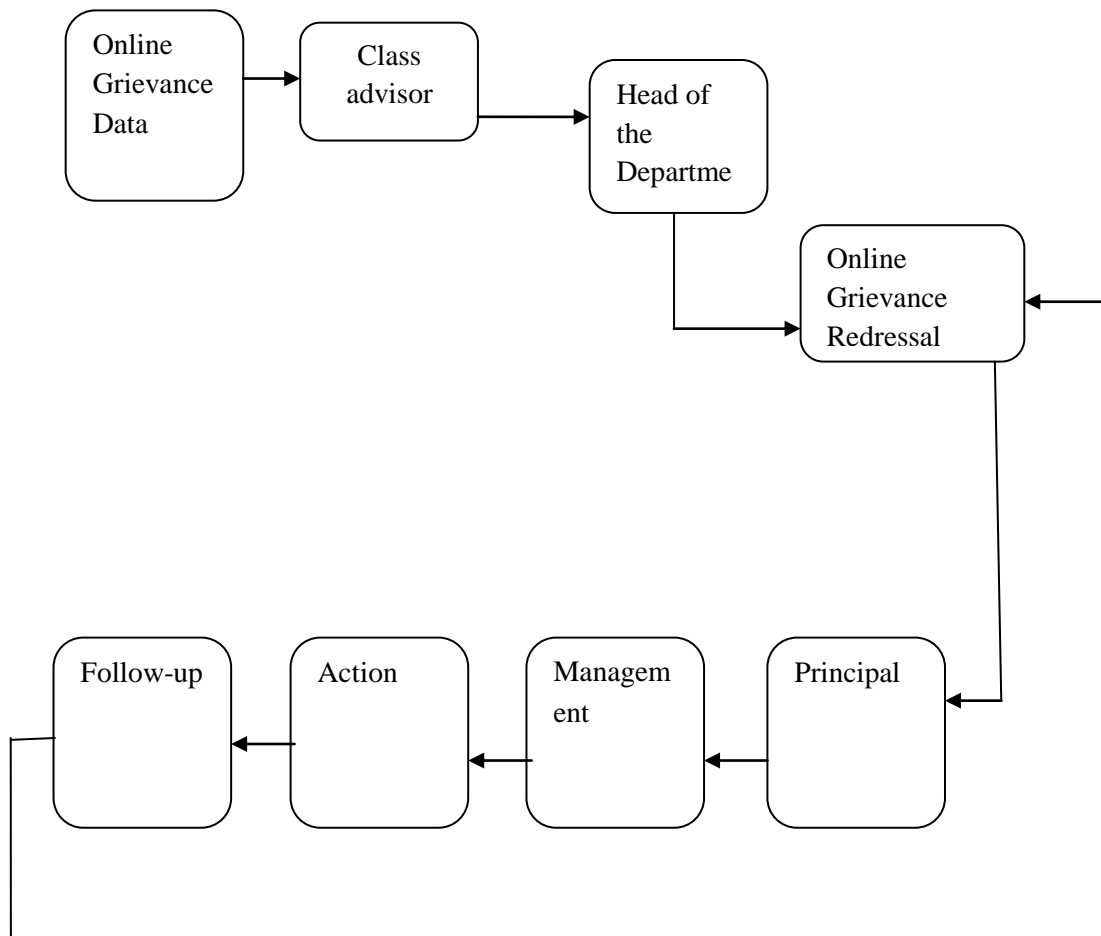 Online
Grievance
Data
Class
advisor
Head of
the
Departme
Online
Grievance
Redressal
Follow-up
Action
Managem
ent
Principal